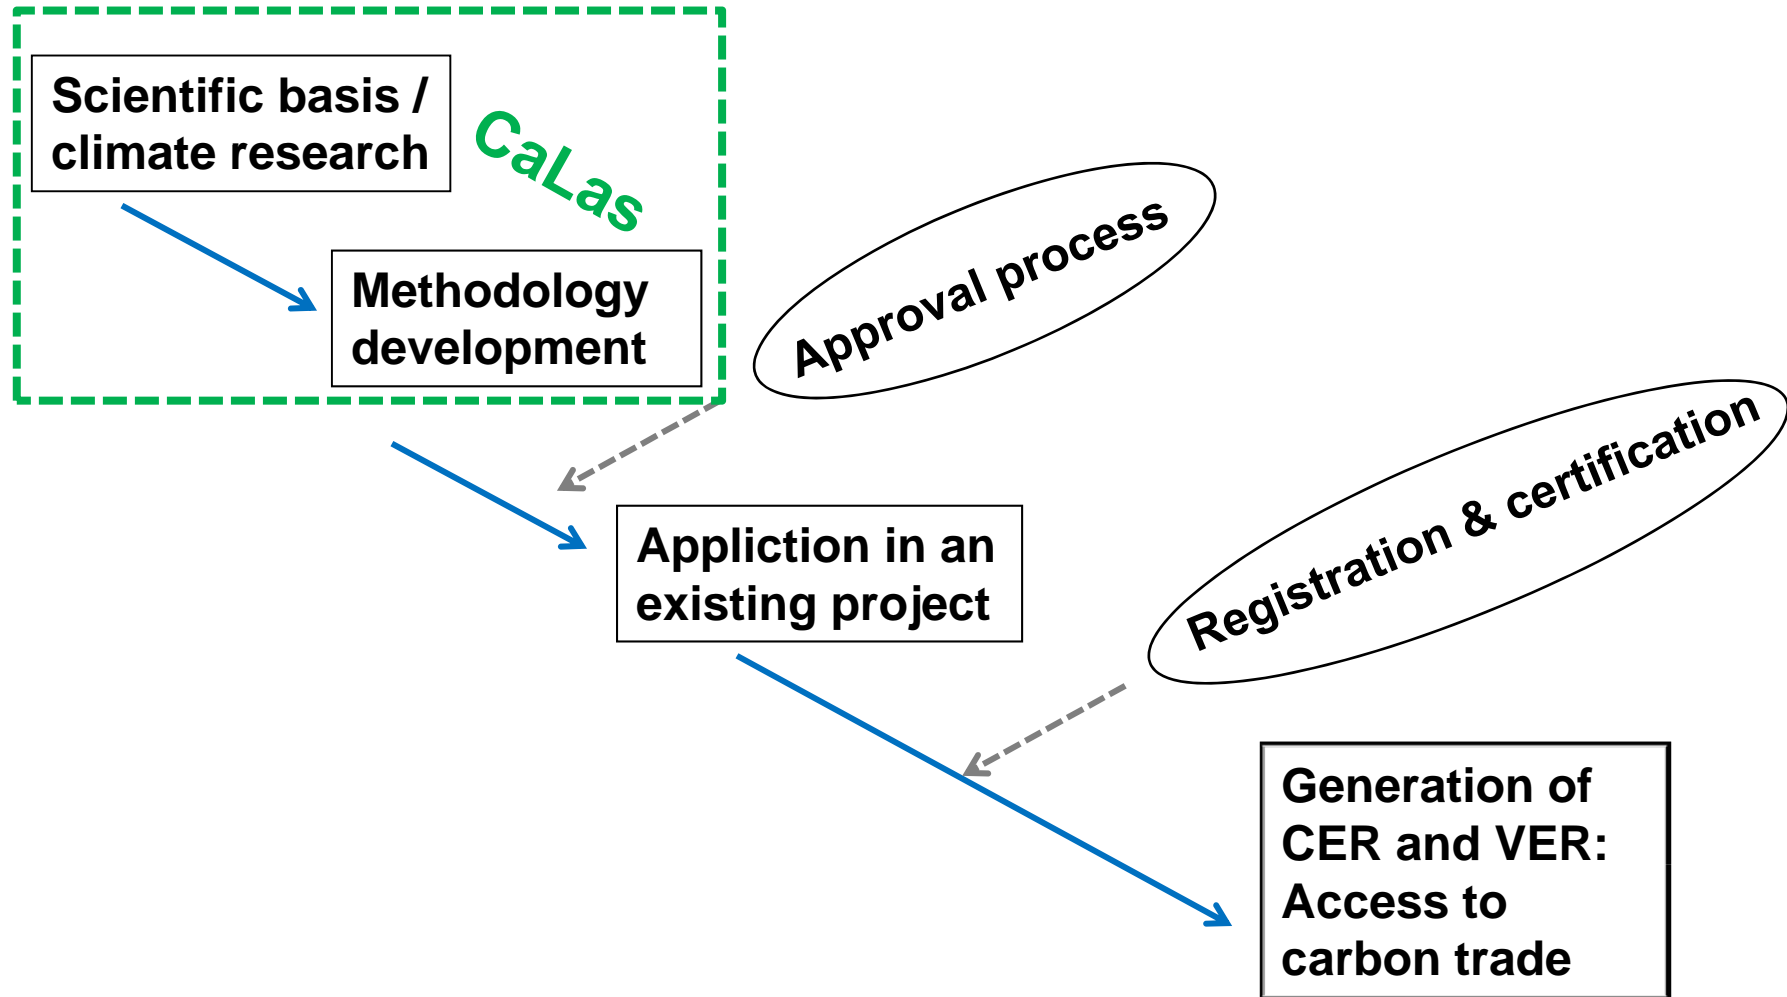 Scientific basis /
climate research
CaLas
Methodology
development
Approval process
Appliction in an
existing project
Registration & certification
Generation of
CER and VER:
Access to
carbon trade